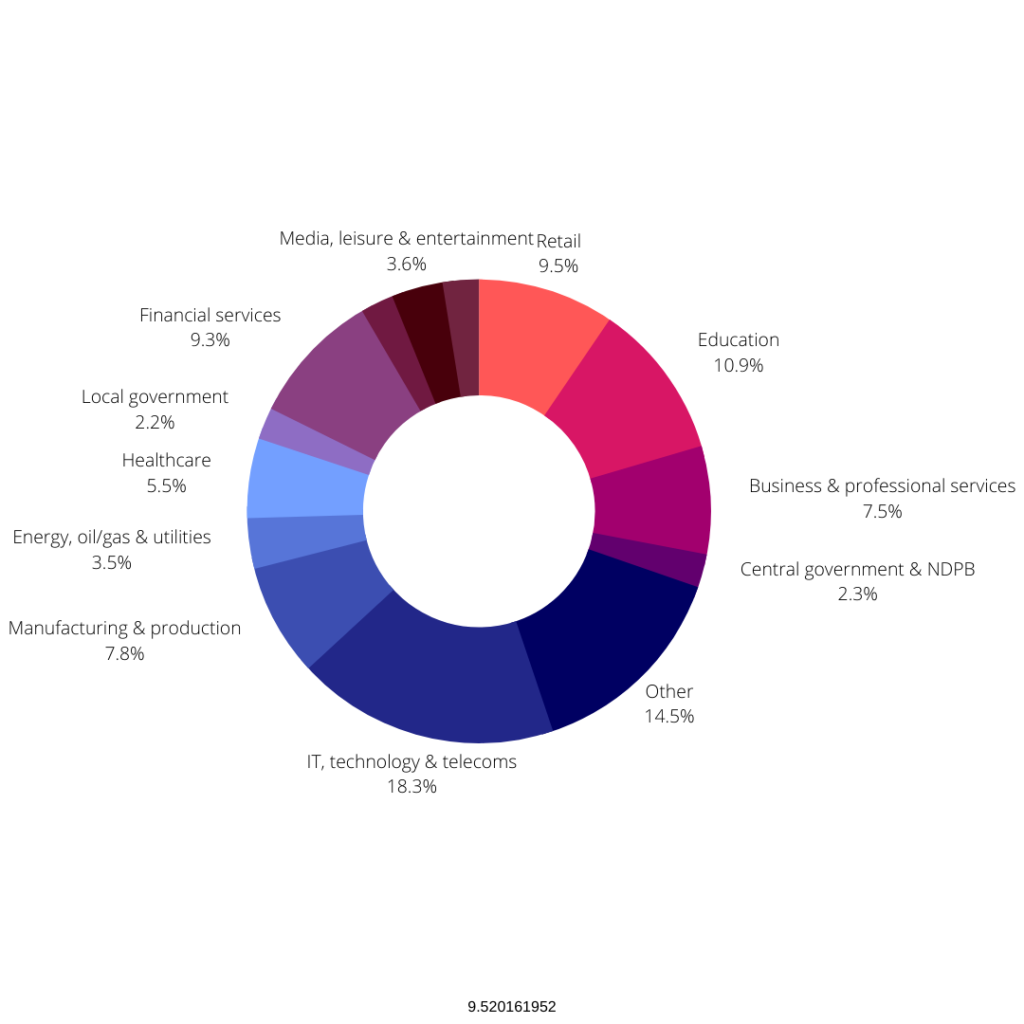 Media, leisure & entertainment
3.6%
Retail
9.5%
Financial services
9.3%
Education
10.9%
Local government
2.2%
Healthcare
5.5%
Business & professional services
7.5%
Energy, oil/gas & utilities
3.5%
Central government & NDPB
2.3%
Manufacturing & production
7.8%
Other
14.5%
IT, technology & telecoms
18.3%
9.520161952